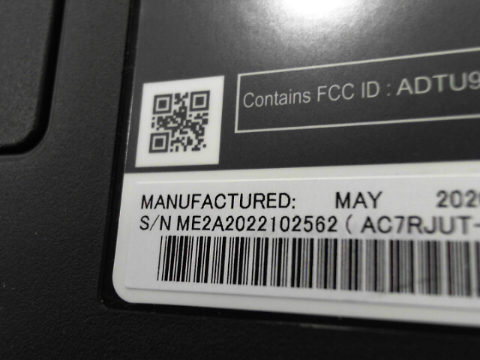 Contains FCC ID : ADTU9
MANUFACTURED: MAY 2020
S/N ME2A2022102562 ( AC7RJUT-